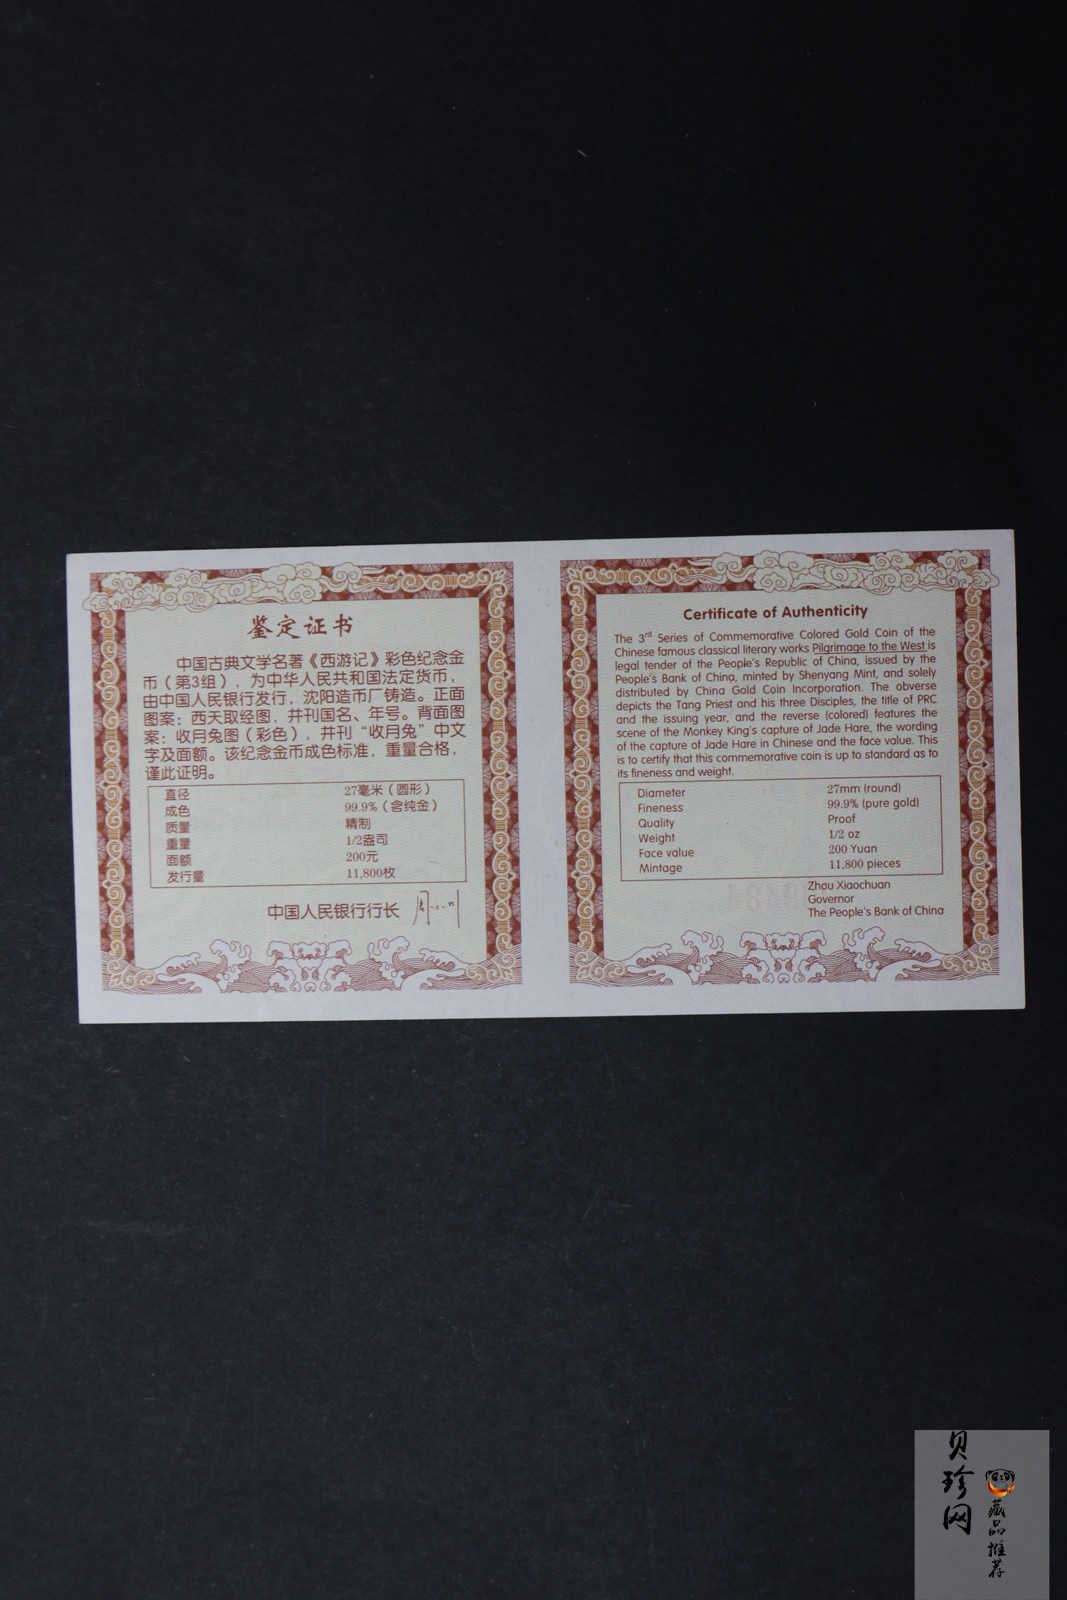 鉴定证书
中国古典文学名著《西游记》彩色纪念金
币（第3组），为中华人民共和国法定货币，
由中国人民银行发行，沈阳造币厂铸造。正面
图案：西天取经图，并刊国名、年号。背面图
案：收月兔图（彩色），并刊“收月兔”中文
字及面额。该纪念金币成色标准，重量合格，
谨此证明。
直径 27毫米（圆形）
成色 99.9%（含纯金）
质量 精制
重量 1/2盎司
面额 200元
发行量 11,800枚
中国人民银行行长
Certificate of Authenticity
The 3rd Series of Commemorative Colored Gold Coin of the
Chinese famous classical literary works Pilgrimage to the West is
legal tender of the People's Republic of China, issued by the
People's Bank of China, minted by Shenyang Mint, and solely
distributed by China Gold Coin Incorporation. The obverse
depicts the Tang Priest and his three Disciples, the title of PRC
and the issuing year, and the reverse (colored) features the
scene of the Monkey King's capture of Jade Hare, the wording
of the capture of Jade Hare in Chinese and the face value. This
is to certify that this commemorative coin is up to standard as to
its fineness and weight.
Diameter 27mm (round)
Fineness 99.9% (pure gold)
Quality Proof
Weight 1/2 oz
Face value 200 Yuan
Mintage 11,800 pieces
Zhou Xiaochuan
Governor
The People's Bank of China
贝珍网
藏品推荐